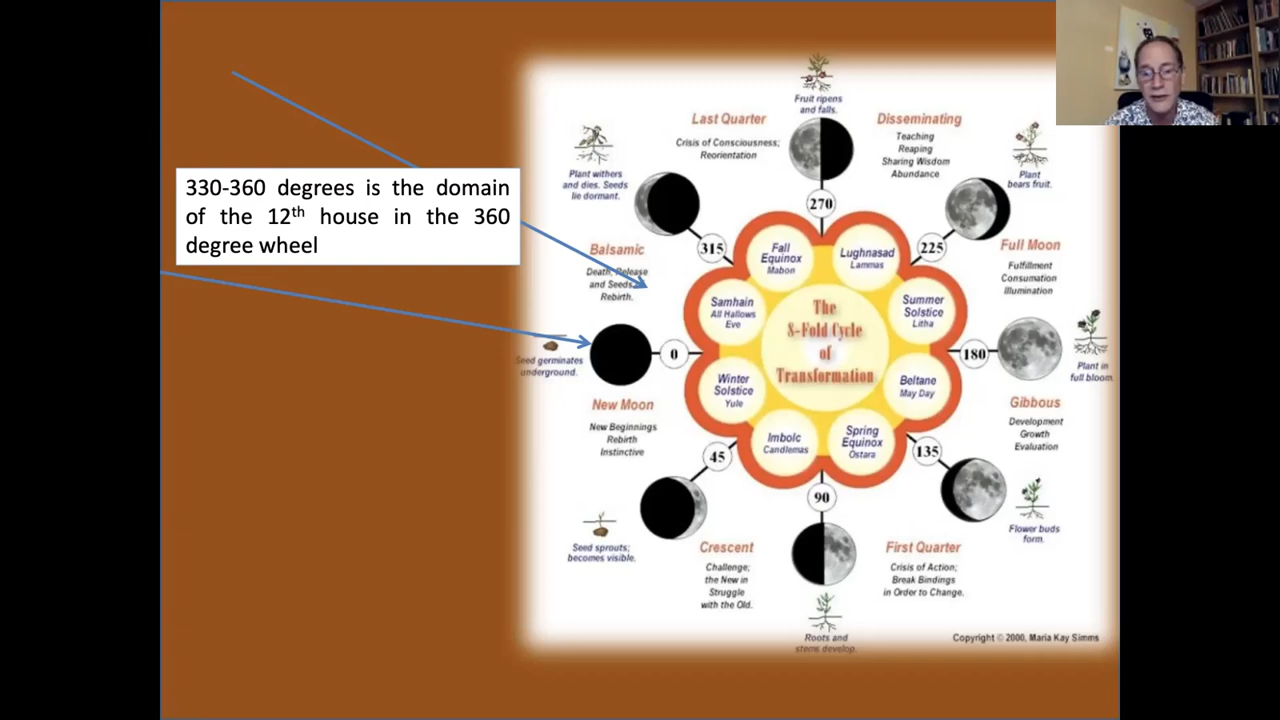 330-360 degrees is the domain
of the 12th house in the 360
degree wheel
Fruit ripens
and falls.
Last Quarter
Crisis of Consciousness;
Reorientation
Disseminating
Teaching
Reaping
Sharing Wisdom
Abundance
Plant withers
and dies. Seeds
lie dormant.
Plant
bears fruit.
270
315
225
Balsamic
Death, Release
and Seeds
Rebirth.
Full Moon
Fulfillment
Consumation
Illumination
Fall
Equinox
Mabon
Lughnasad
Lammas
Samhain
All Hallows
Eve
Summer
Solstice
Litha
The
8-Fold Cycle
of
Transformation
Seed germinates
underground.
0
180
Plant in
full bloom.
Winter
Solstice
Yule
Beltane
May Day
New Moon
New Beginnings
Rebirth
Instinctive
Gibbous
Development
Growth
Evaluation
Imbolc
Candlemas
Spring
Equinox
Ostara
45
135
90
Seed sprouts;
becomes visible.
Flower buds
form.
Crescent
Challenge;
the New in
Struggle
with the Old.
First Quarter
Crisis of Action;
Break Bindings
in Order to Change.
Roots and
stems develop.
Copyright © 2000, Maria Kay Simms